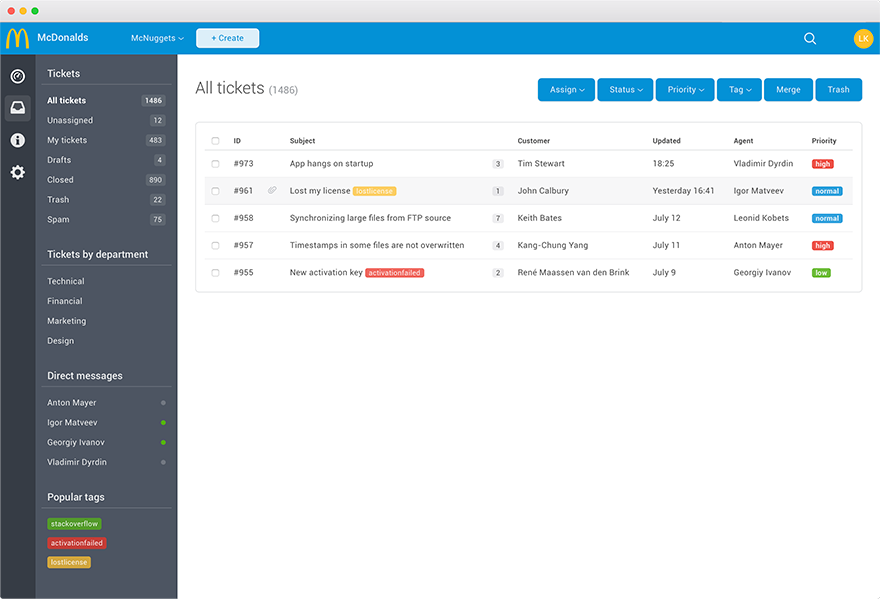 McDonalds McNuggets + Create LK
Tickets
All tickets 1486
Unassigned 12
My tickets 483
Drafts 4
Closed 890
Trash 22
Spam 75
Tickets by department
Technical
Financial
Marketing
Design
Direct messages
Anton Mayer
Igor Matveev
Georgiy Ivanov
Vladimir Dyrdin
Popular tags
stackoverflow
activationfailed
lostlicense
All tickets (1486)
Assign Status Priority Tag Merge Trash
ID Subject Customer Updated Agent Priority
#973 App hangs on startup 3 Tim Stewart 18:25 Vladimir Dyrdin high
#961 Lost my license lostlicense 1 John Calbury Yesterday 16:41 Igor Matveev normal
#958 Synchronizing large files from FTP source 7 Keith Bates July 12 Leonid Kobets normal
#957 Timestamps in some files are not overwritten 4 Kang-Chung Yang July 11 Anton Mayer high
#955 New activation key activationfailed 2 René Maassen van den Brink July 9 Georgiy Ivanov low